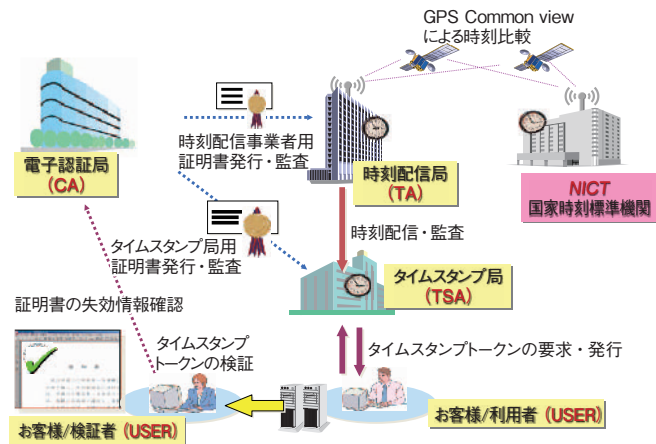 GPS Common view
による時刻比較
時刻配信事業者用
証明書発行・監査
電子認証局
(CA)
時刻配信局
(TA)
NICT
国家時刻標準機関
時刻配信・監査
タイムスタンプ局用
証明書発行・監査
タイムスタンプ局
(TSA)
証明書の失効情報確認
タイムスタンプ
トークンの検証
タイムスタンプトークンの要求・発行
お客様/検証者 (USER)
お客様/利用者 (USER)